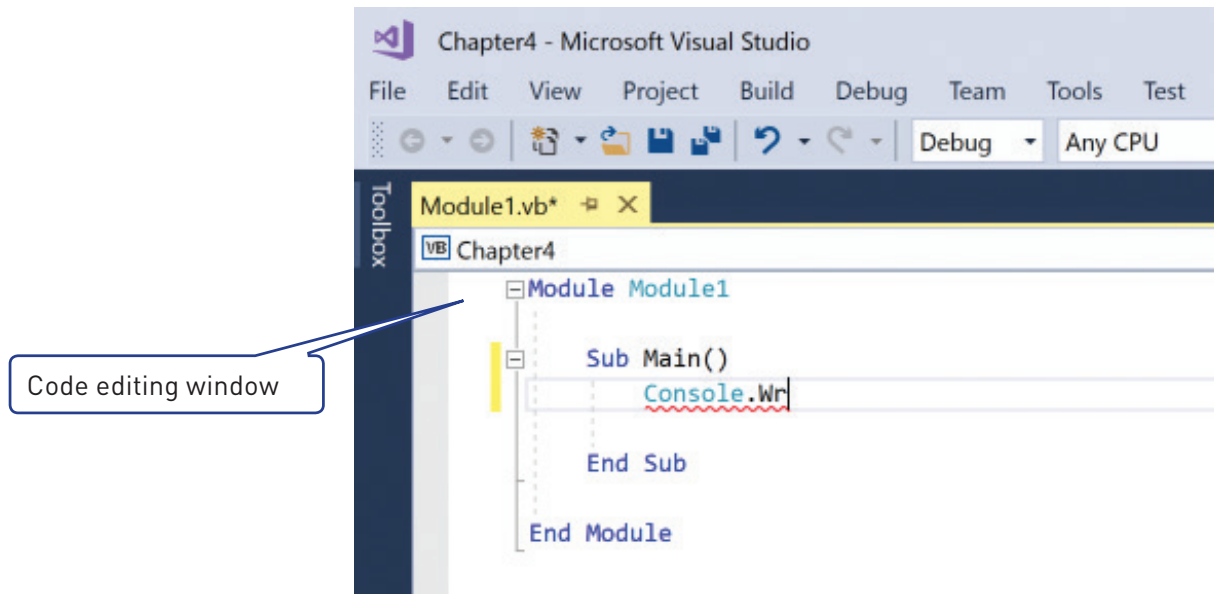 Chapter4 - Microsoft Visual Studio
File Edit View Project Build Debug Team Tools Test
Debug Any CPU
Toolbox
Module1.vb*
VB Chapter4
Module Module1
Sub Main()
Code editing window
Console.Wr
End Sub
End Module